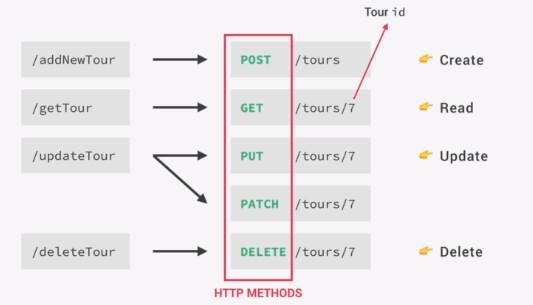 Tour id
/addNewTour POST /tours Create
/getTour GET /tours/7 Read
/updateTour PUT /tours/7 Update
PATCH /tours/7
/deleteTour DELETE /tours/7 Delete
HTTP METHODS